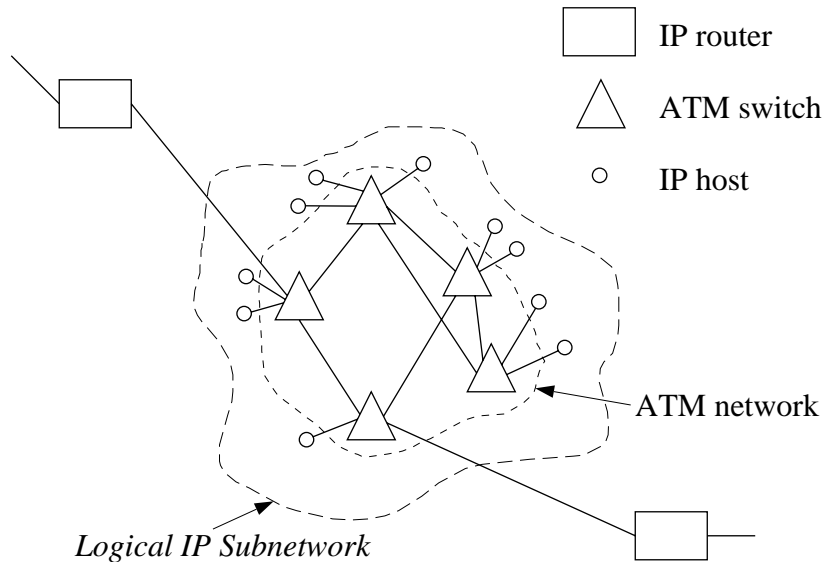 IP router
ATM switch
IP host
ATM network
Logical IP Subnetwork